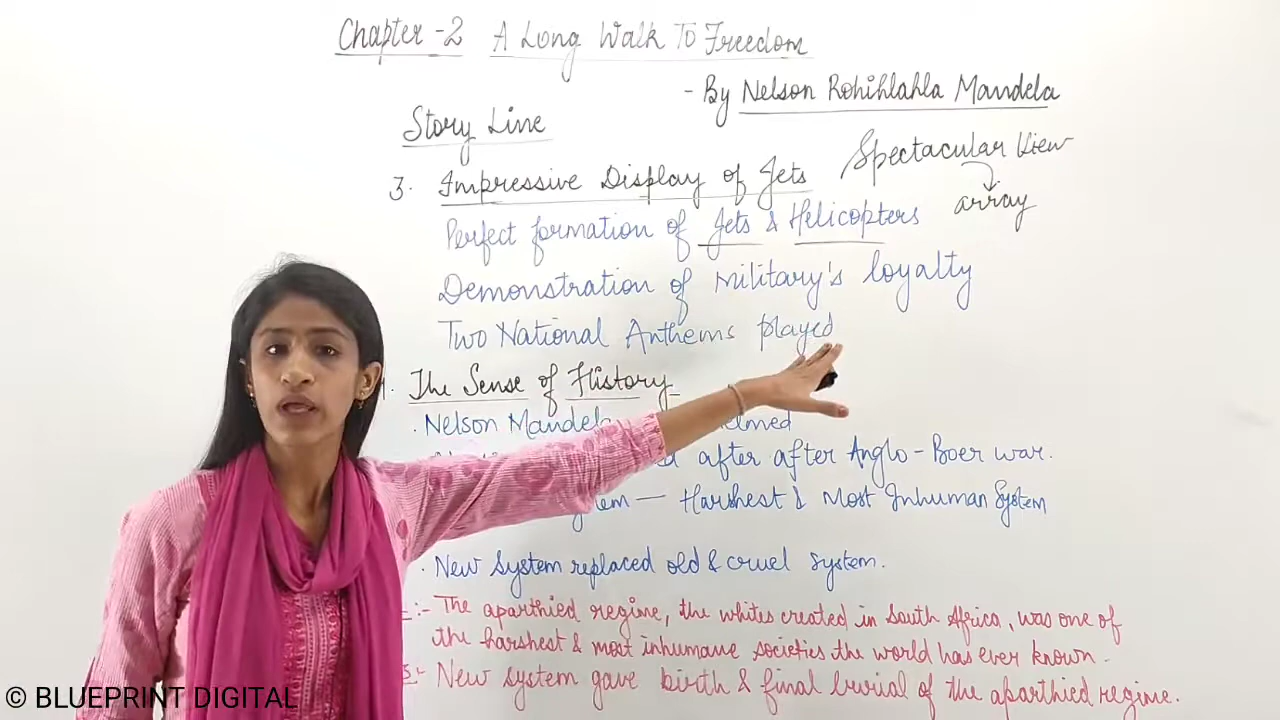 Chapter - 2 A Long Walk To Freedom
- By Nelson Rohihlahla Mandela
Story Line
3. Impressive Display of Jets Spectacular View
array
Perfect formation of Jets & Helicopters
Demonstration of Military's loyalty
Two National Anthems played
The Sense of History
. Nelson
after after Anglo - Boer war.
— Harshest & Most Inhuman System
. New System replaced old & cruel system.
:- The aparthied regime, the whites created in South Africa, was one of
the harshest & most inhumane societies the world has ever known.
:- New system gave birth & final burial of the aparthied regime.
© BLUEPRINT DIGITAL